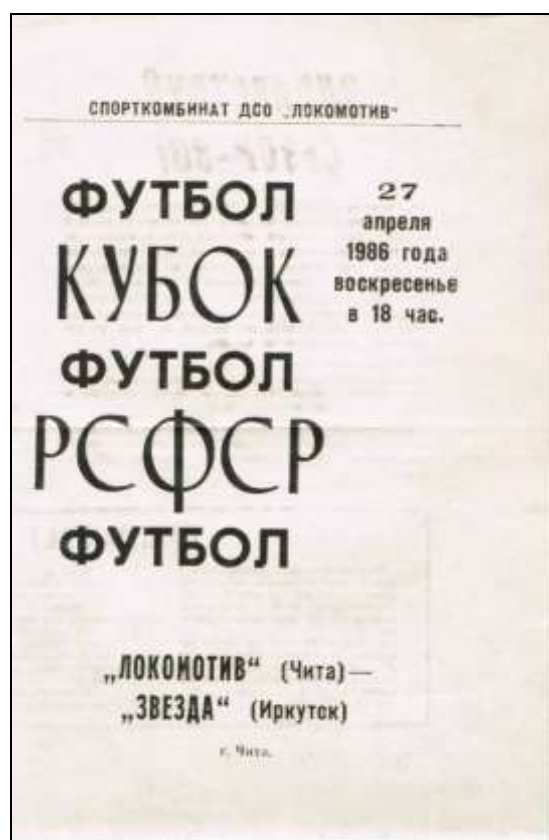 СПОРТКОМБИНАТ ДСО „ЛОКОМОТИВ“
ФУТБОЛ
КУБОК
ФУТБОЛ
РСФСР
ФУТБОЛ
27
апреля
1986 года
воскресенье
в 18 час.
„ЛОКОМОТИВ“ (Чита)—
„ЗВЕЗДА“ (Иркутск)
г. Чита.